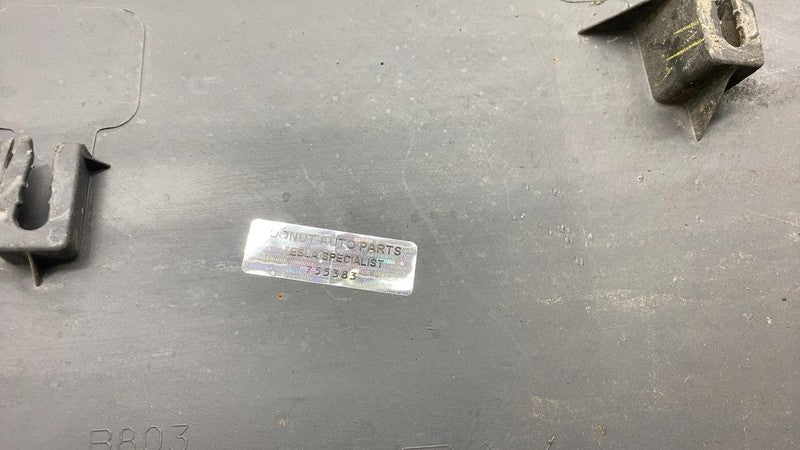 DONUT AUTO PARTS
TESLA SPECIALIST
755383
B803